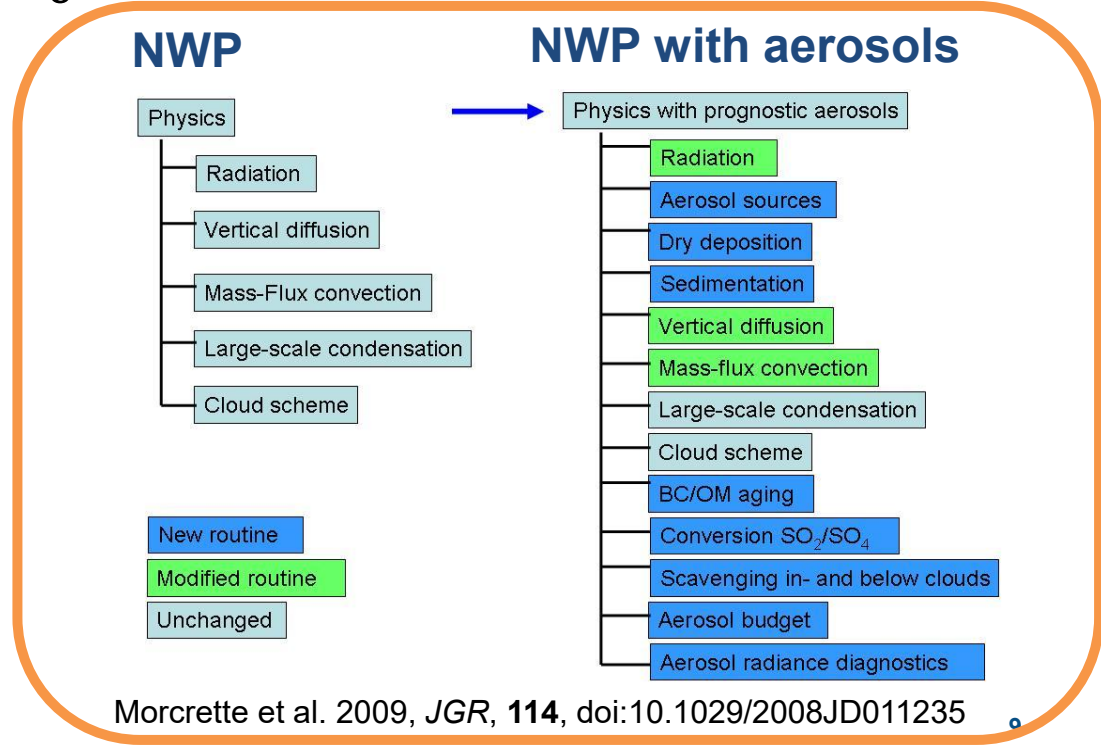 NWP
Physics
Radiation
Vertical diffusion
Mass-Flux convection
Large-scale condensation
Cloud scheme
New routine
Modified routine
Unchanged
NWP with aerosols
Physics with prognostic aerosols
Radiation
Aerosol sources
Dry deposition
Sedimentation
Vertical diffusion
Mass-flux convection
Large-scale condensation
Cloud scheme
BC/OM aging
Conversion SO₂/SO₄
Scavenging in- and below clouds
Aerosol budget
Aerosol radiance diagnostics
Morcrette et al. 2009, JGR, 114, doi:10.1029/2008JD011235